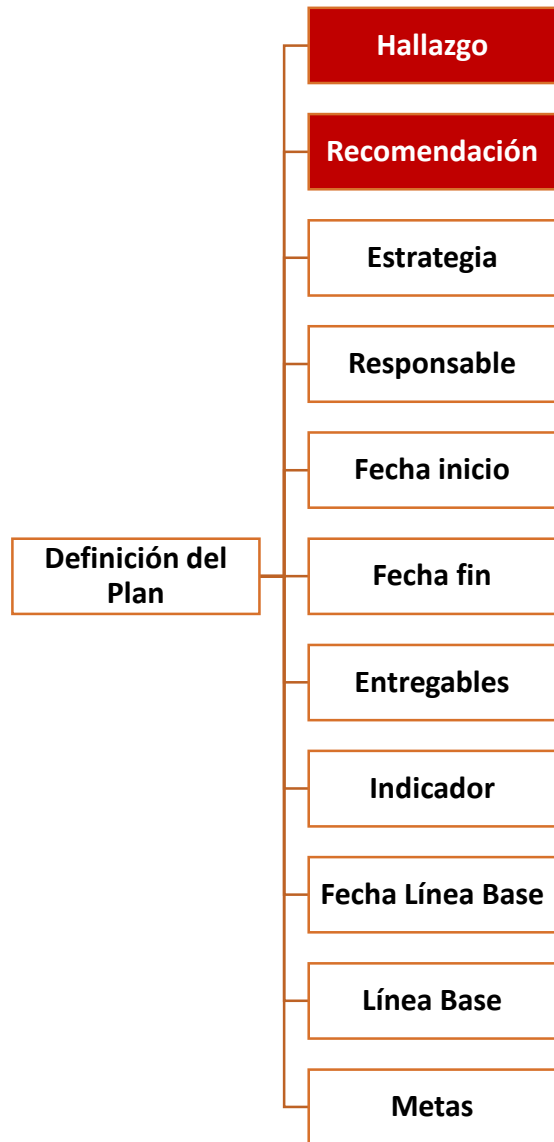 Hallazgo
Recomendación
Estrategia
Responsable
Fecha inicio
Definición del
Plan
Fecha fin
Entregables
Indicador
Fecha Línea Base
Línea Base
Metas